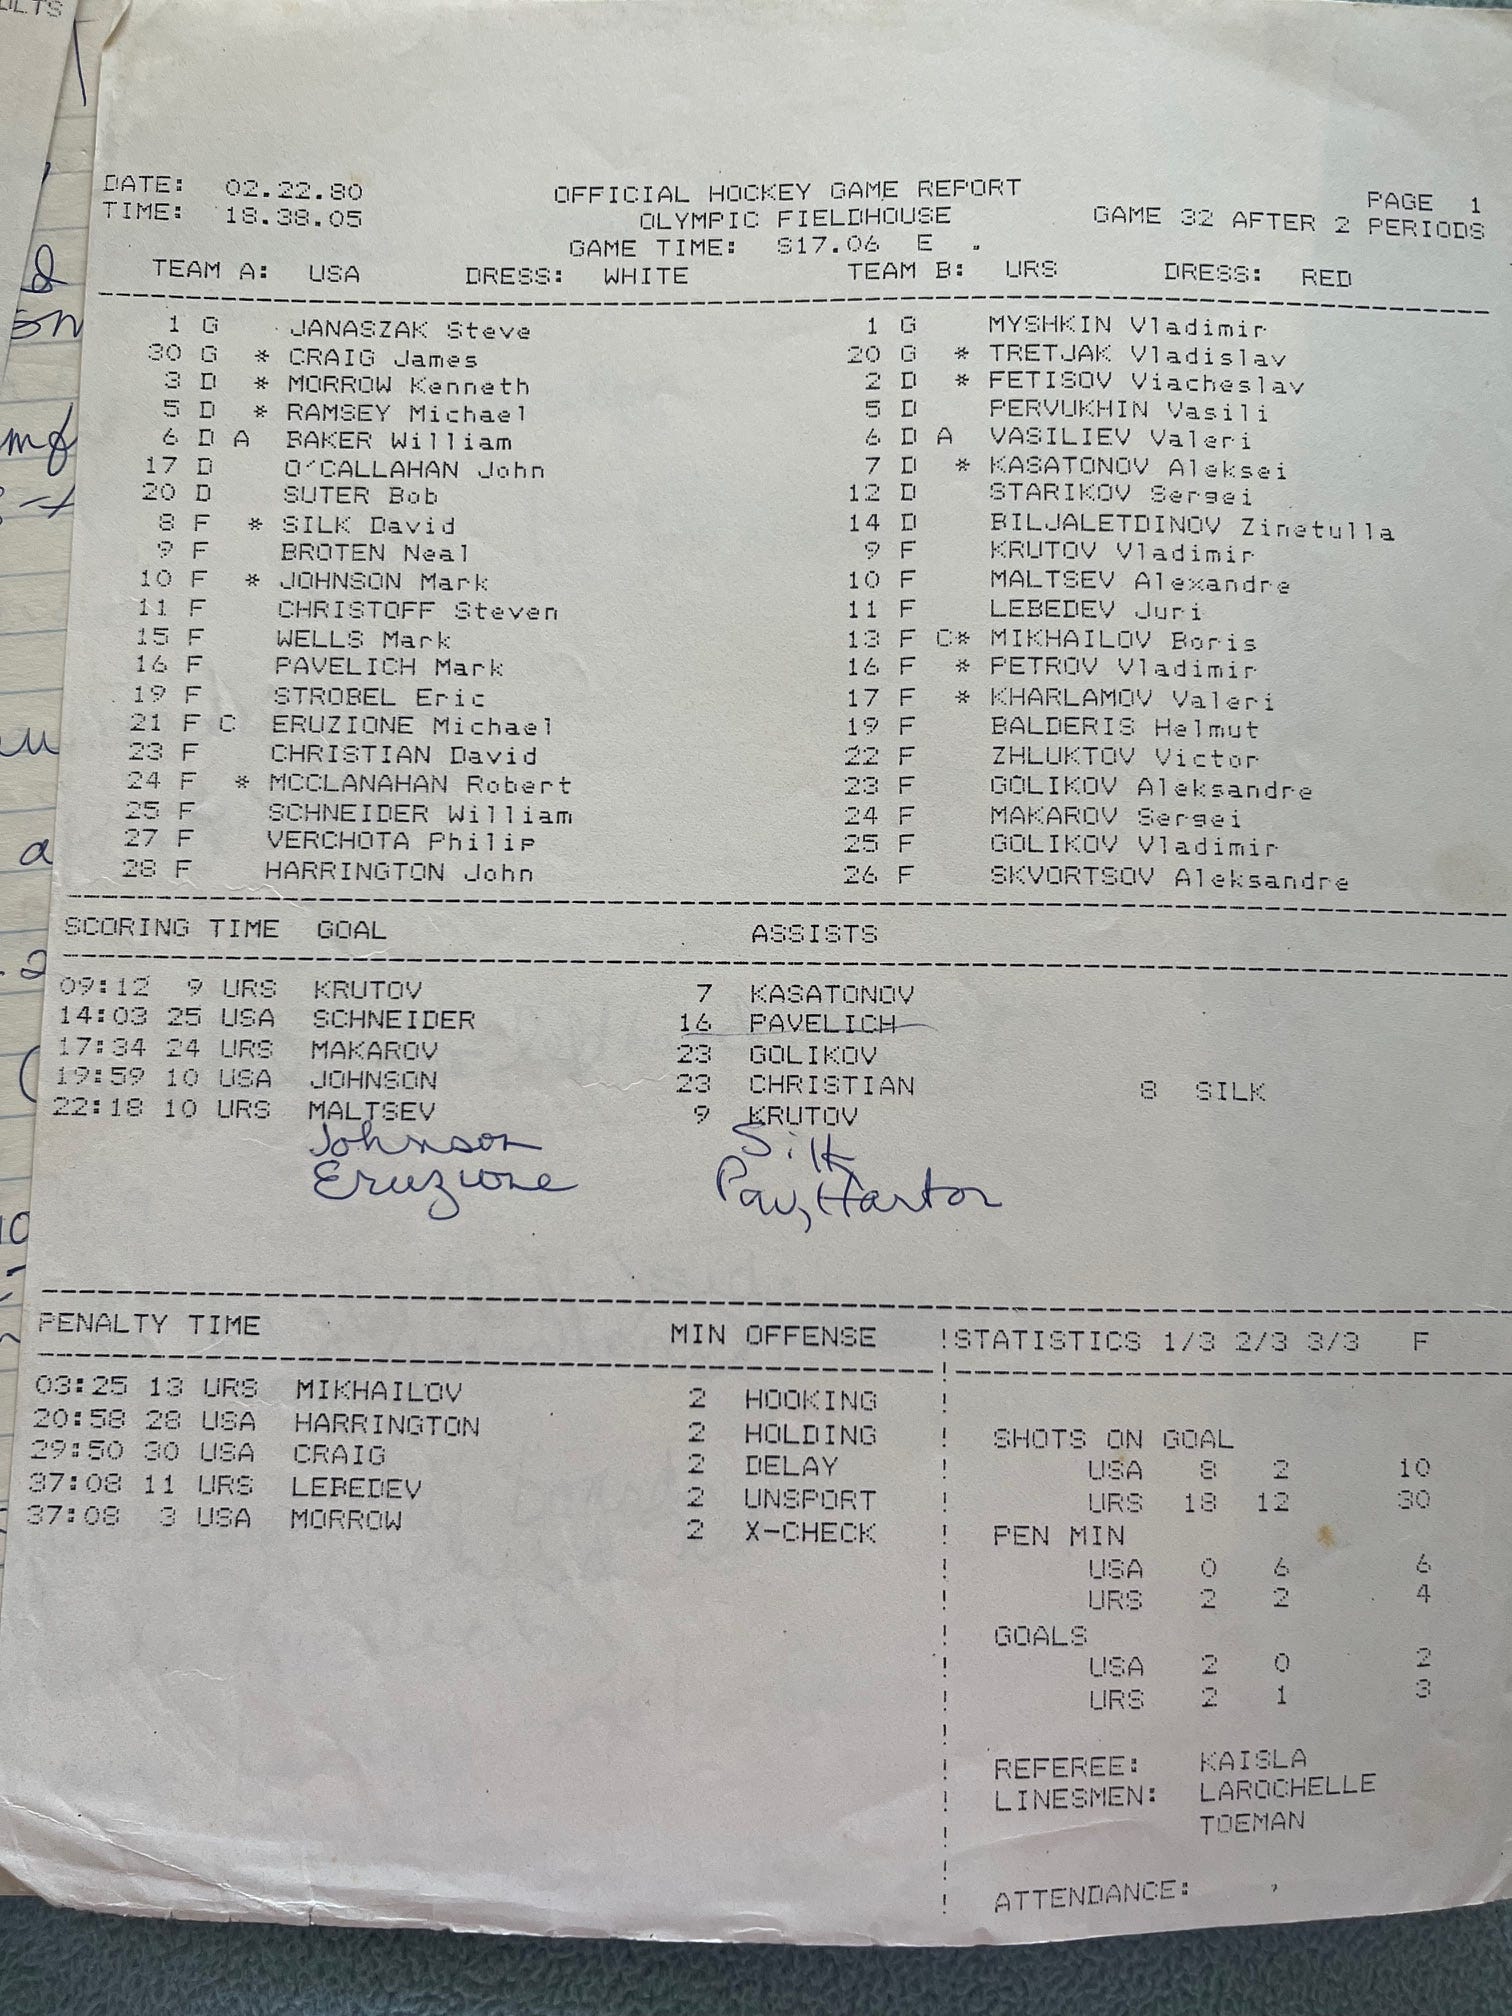 DATE: 02.22.80 OFFICIAL HOCKEY GAME REPORT PAGE 1
TIME: 18.38.05 OLYMPIC FIELDHOUSE GAME 32 AFTER 2 PERIODS
GAME TIME: S17.06 E .
TEAM A: USA DRESS: WHITE TEAM B: URS DRESS: RED
1 G JANASZAK Steve 1 G MYSHKIN Vladimir
30 G * CRAIG James 20 G * TRETJAK Vladislav
3 D * MORROW Kenneth 2 D * FETISOV Viacheslav
5 D * RAMSEY Michael 5 D PERVUKHIN Vasili
6 D A BAKER William 6 D A VASILIEV Valeri
17 D O'CALLAHAN John 7 D * KASATONOV Aleksei
20 D SUTER Bob 12 D STARIKOV Sergei
8 F * SILK David 14 D BILJALETDINOV Zinetulla
9 F BROTEN Neal 9 F KRUTOV Vladimir
10 F * JOHNSON Mark 10 F MALTSEV Alexandre
11 F CHRISTOFF Steven 11 F LEBEDEV Juri
15 F WELLS Mark 13 F C* MIKHAILOV Boris
16 F PAVELICH Mark 16 F * PETROV Vladimir
19 F STROBEL Eric 17 F * KHARLAMOV Valeri
21 F C ERUZIONE Michael 19 F BALDERIS Helmut
23 F CHRISTIAN David 22 F ZHLUKTOV Victor
24 F * MCCLANAHAN Robert 23 F GOLIKOV Aleksandre
25 F SCHNEIDER William 24 F MAKAROV Sergei
27 F VERCHOTA Philip 25 F GOLIKOV Vladimir
28 F HARRINGTON John 26 F SKVORTSOV Aleksandre
SCORING TIME GOAL ASSISTS
09:12 9 URS KRUTOV 7 KASATONOV
14:03 25 USA SCHNEIDER 16 PAVELICH
17:34 24 URS MAKAROV 23 GOLIKOV
19:59 10 USA JOHNSON 23 CHRISTIAN 8 SILK
22:18 10 URS MALTSEV 9 KRUTOV
Johnson Silk
Eruzione Pav, Harton
PENALTY TIME MIN OFFENSE !STATISTICS 1/3 2/3 3/3 F
03:25 13 URS MIKHAILOV 2 HOOKING
20:58 28 USA HARRINGTON 2 HOLDING ! SHOTS ON GOAL
29:50 30 USA CRAIG 2 DELAY ! USA 8 2 10
37:08 11 URS LEBEDEV 2 UNSPORT ! URS 18 12 30
37:08 3 USA MORROW 2 X-CHECK ! PEN MIN
! USA 0 6 6
! URS 2 2 4
! GOALS
! USA 2 0 2
! URS 2 1 3
! REFEREE: KAISLA
! LINESMEN: LAROCHELLE
! TOEMAN
! ATTENDANCE: ,